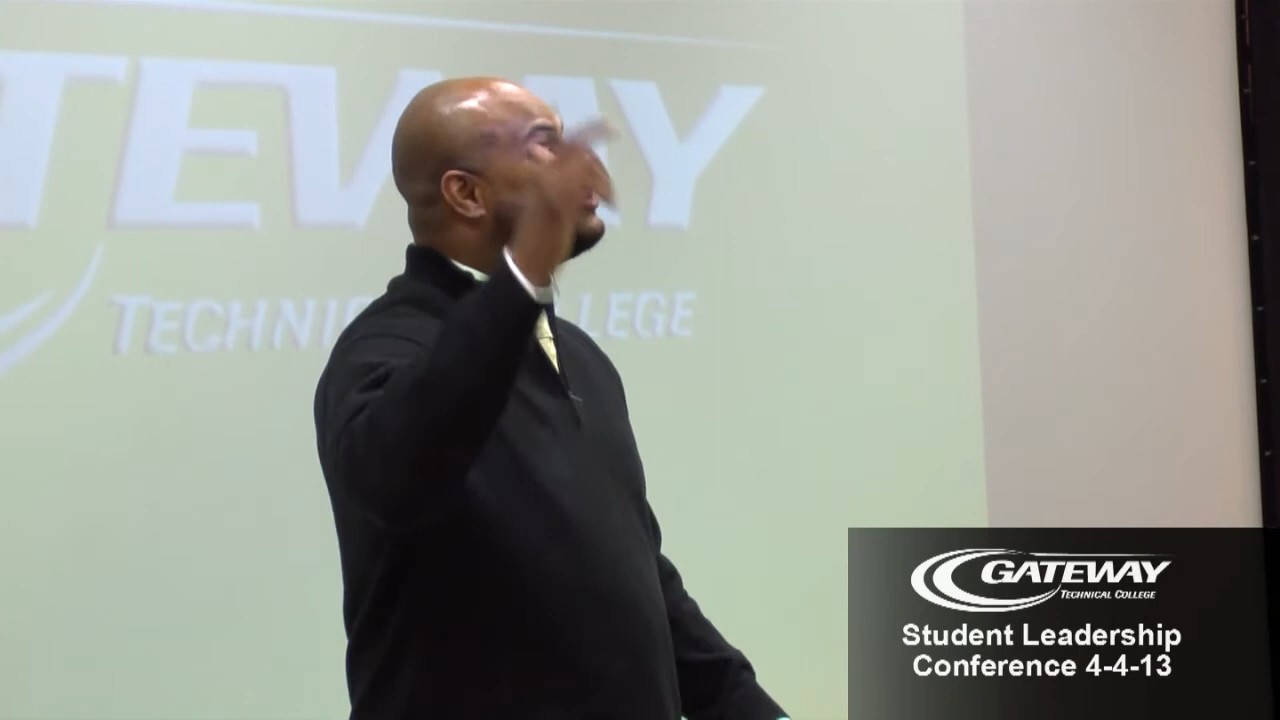 TEWAY
TECHNI LEGE
GATEWAY
TECHNICAL COLLEGE
Student Leadership
Conference 4-4-13